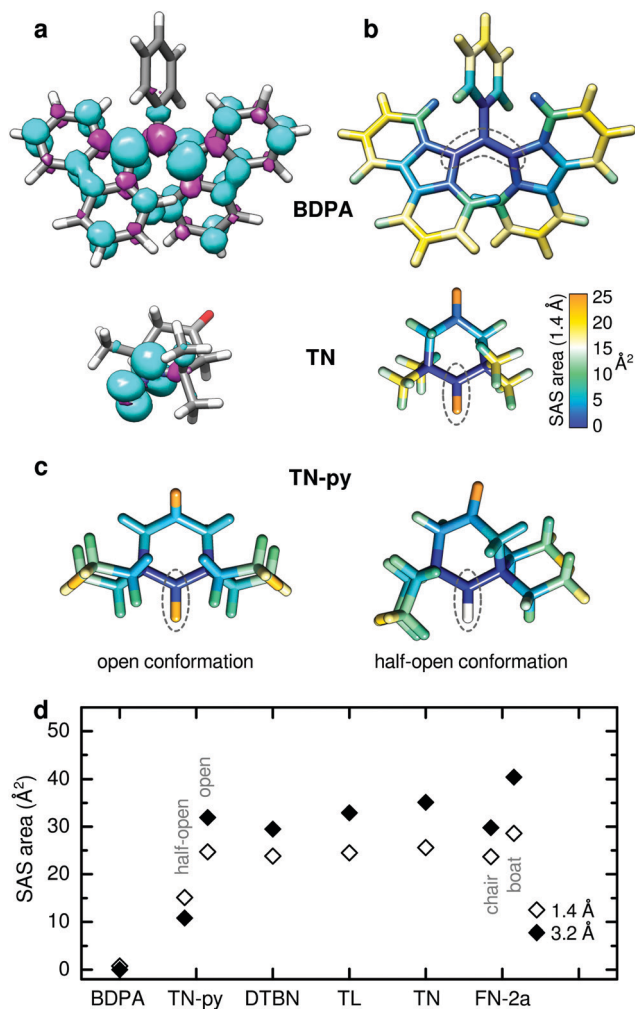 a
b
BDPA
TN
25
20
15
10
5
0
SAS area (1.4 Å)
Å²
c
TN-py
open conformation
half-open conformation
d
50
40
30
20
10
0
SAS area (Å²)
half-open
open
chair
boat
1.4 Å
3.2 Å
BDPA TN-py DTBN TL TN FN-2a